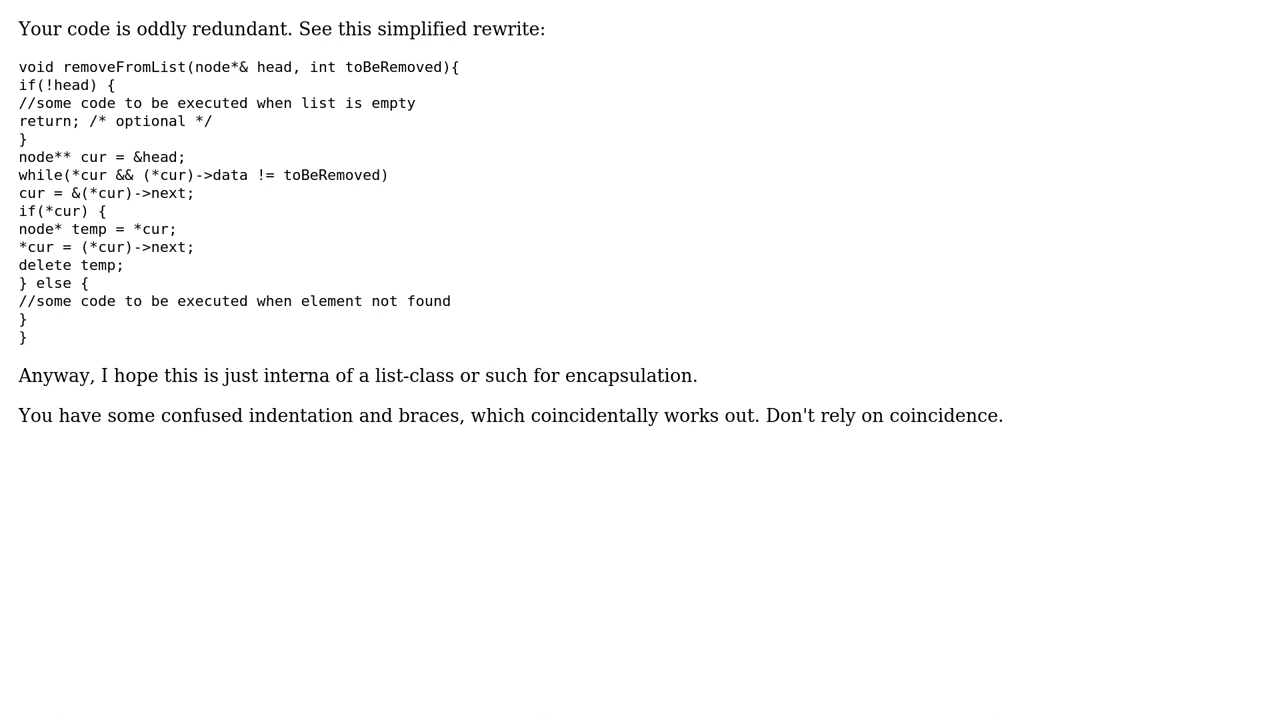 Your code is oddly redundant. See this simplified rewrite:
void removeFromList(node*& head, int toBeRemoved){
if(!head) {
//some code to be executed when list is empty
return; /* optional */
}
node** cur = &head;
while(*cur && (*cur)->data != toBeRemoved)
cur = &(*cur)->next;
if(*cur) {
node* temp = *cur;
*cur = (*cur)->next;
delete temp;
} else {
//some code to be executed when element not found
}
}
Anyway, I hope this is just interna of a list-class or such for encapsulation.
You have some confused indentation and braces, which coincidentally works out. Don't rely on coincidence.